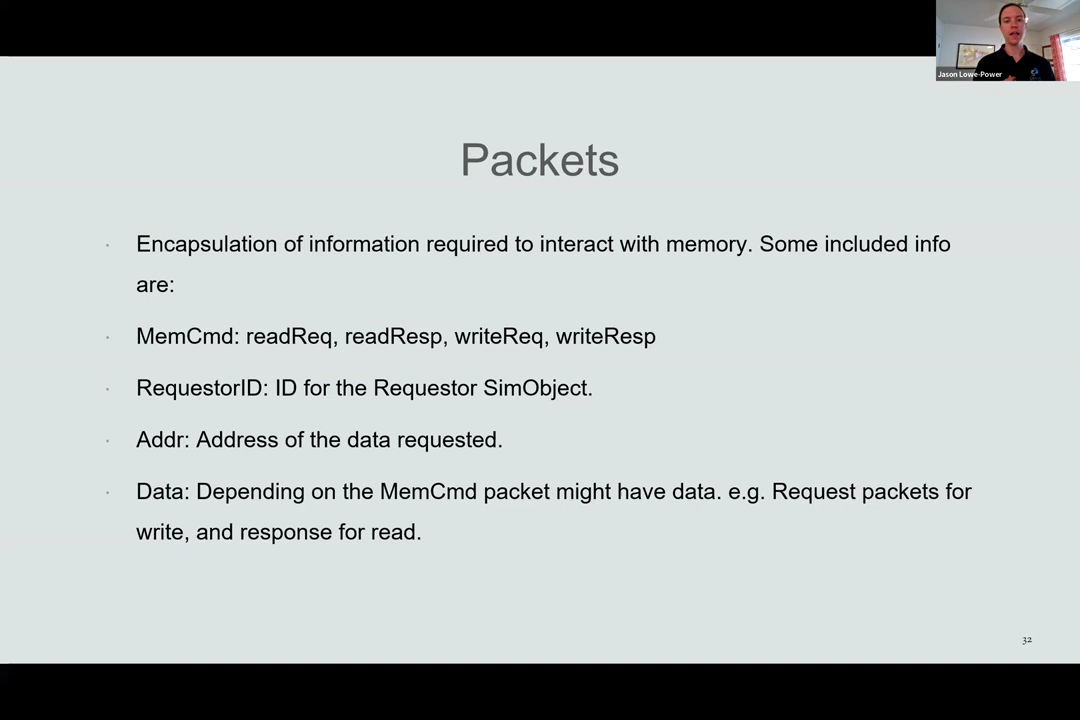 Jason Lowe-Power
Packets
Encapsulation of information required to interact with memory. Some included info
are:
MemCmd: readReq, readResp, writeReq, writeResp
RequestorID: ID for the Requestor SimObject.
Addr: Address of the data requested.
Data: Depending on the MemCmd packet might have data. e.g. Request packets for
write, and response for read.
32